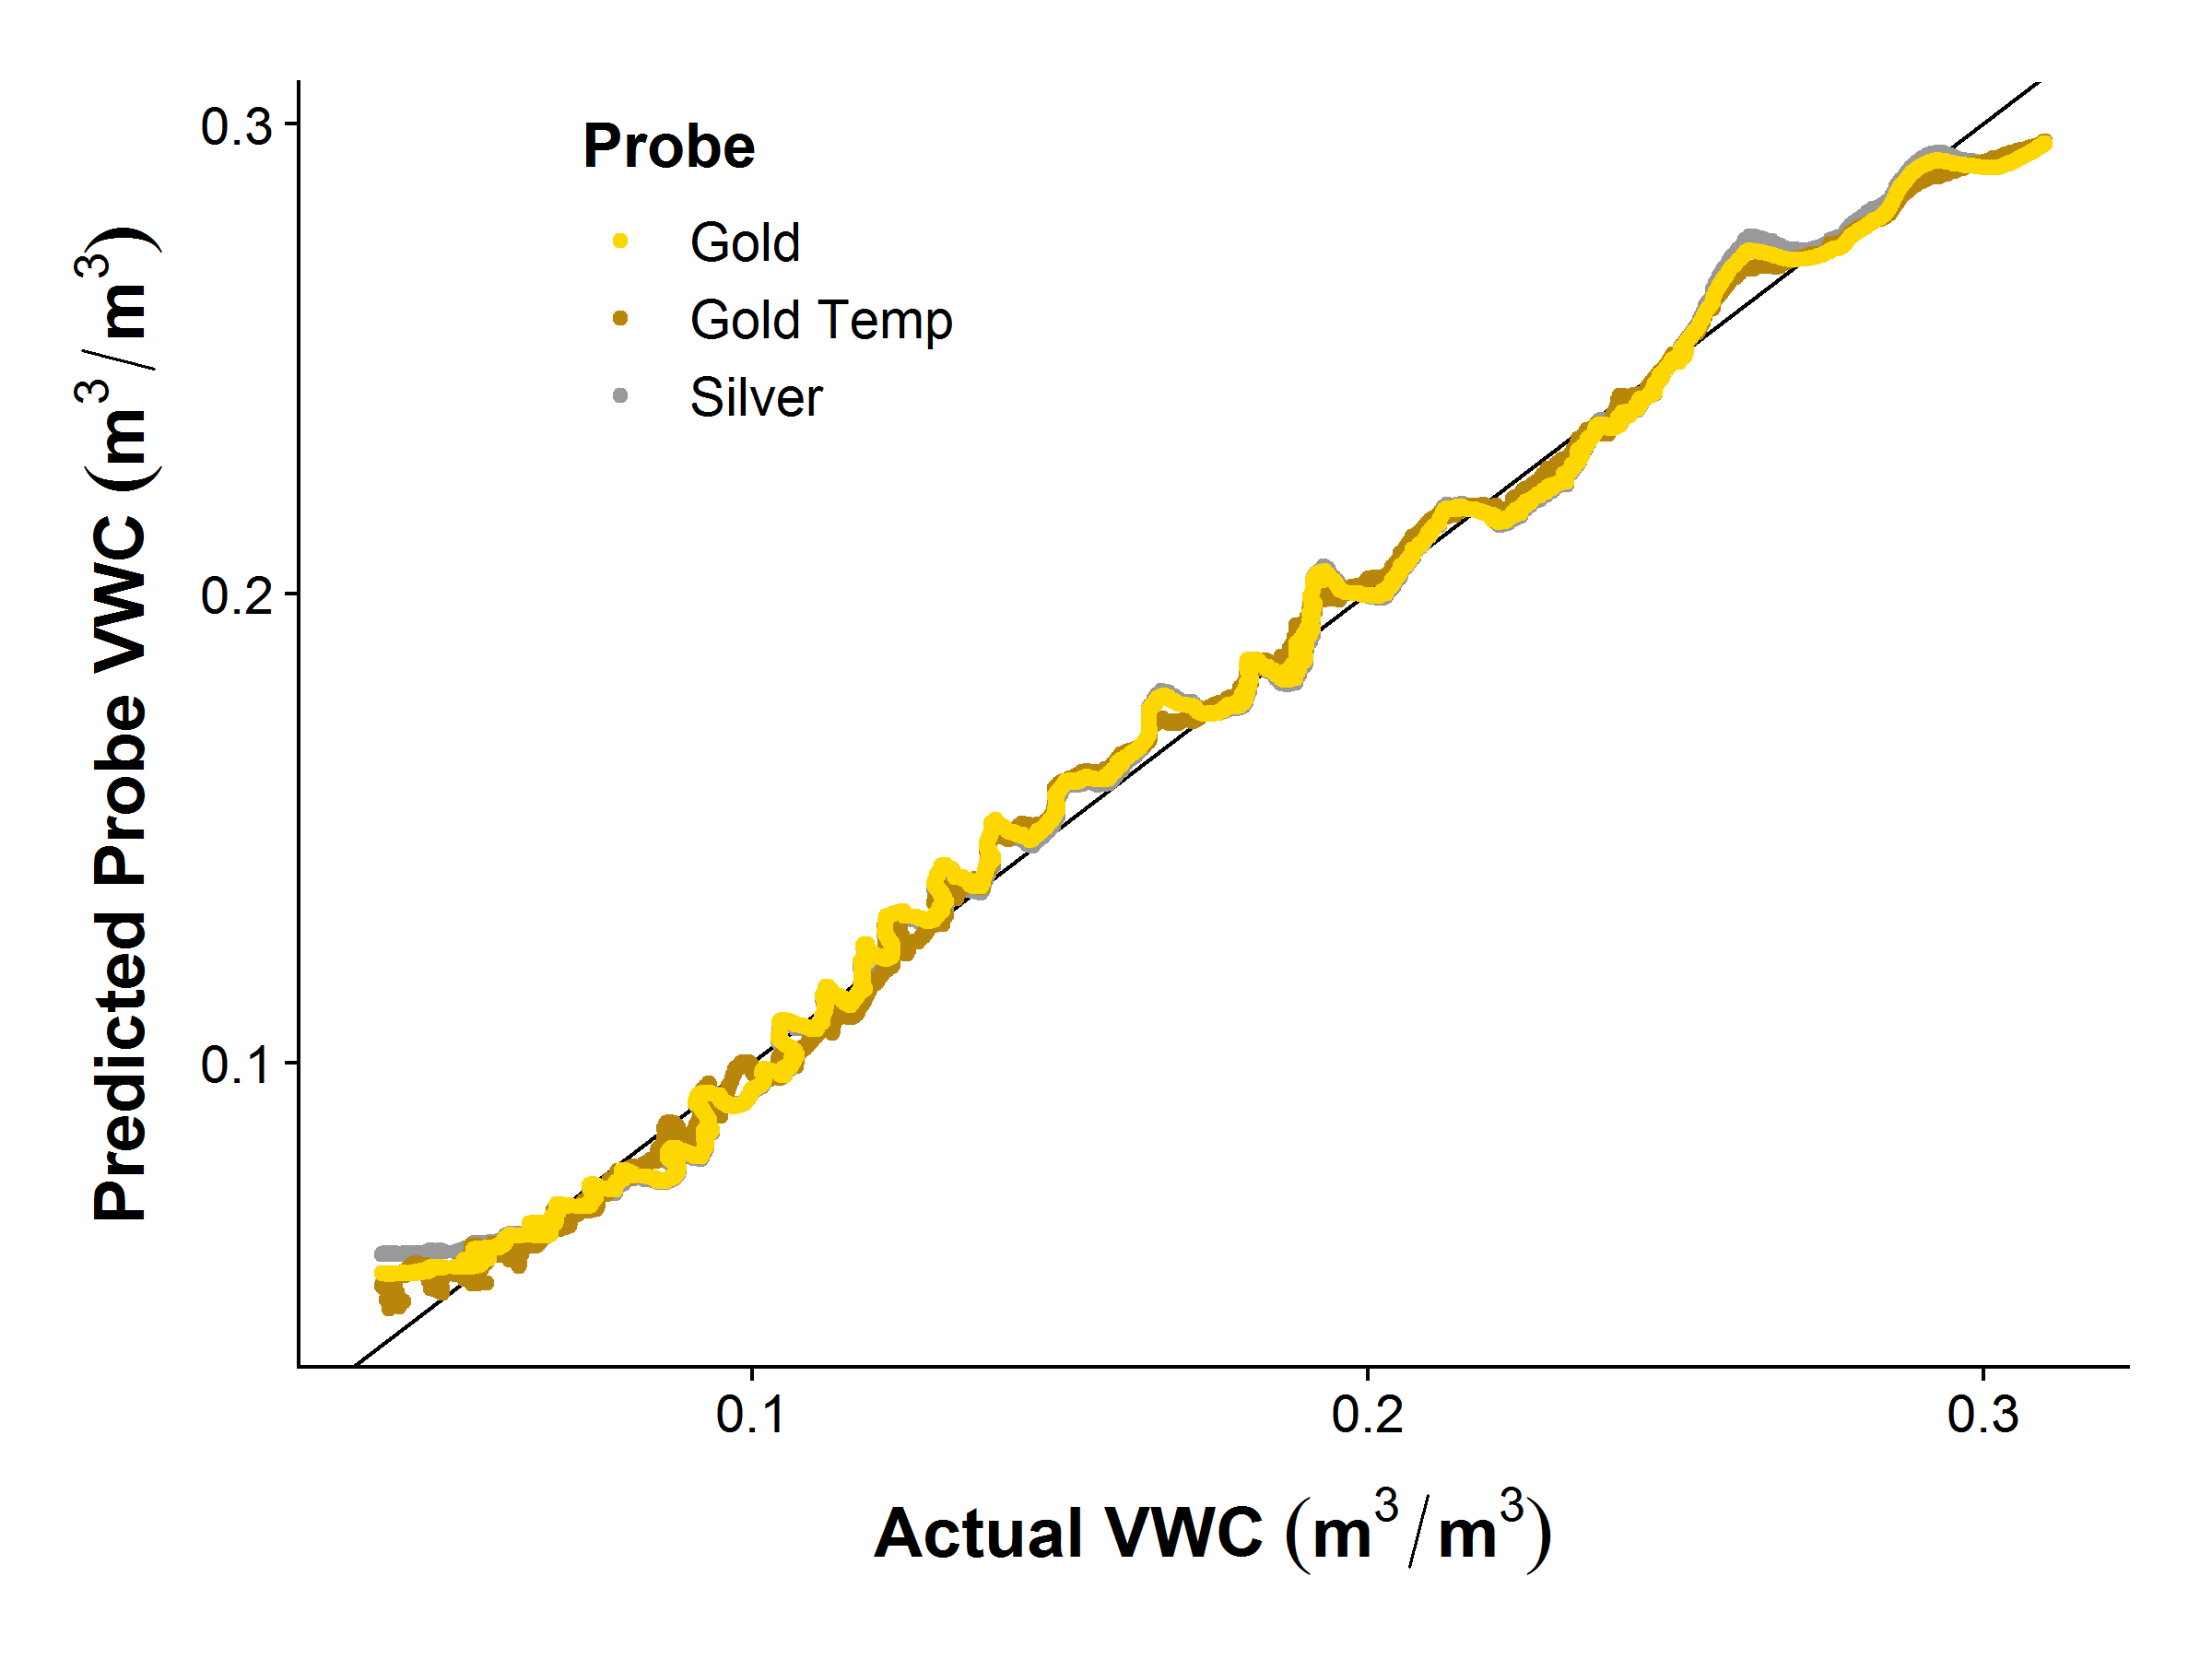 Predicted Probe VWC (m³/m³)
0.3
0.2
0.1
Probe
Gold
Gold Temp
Silver
0.1 0.2 0.3
Actual VWC (m³/m³)